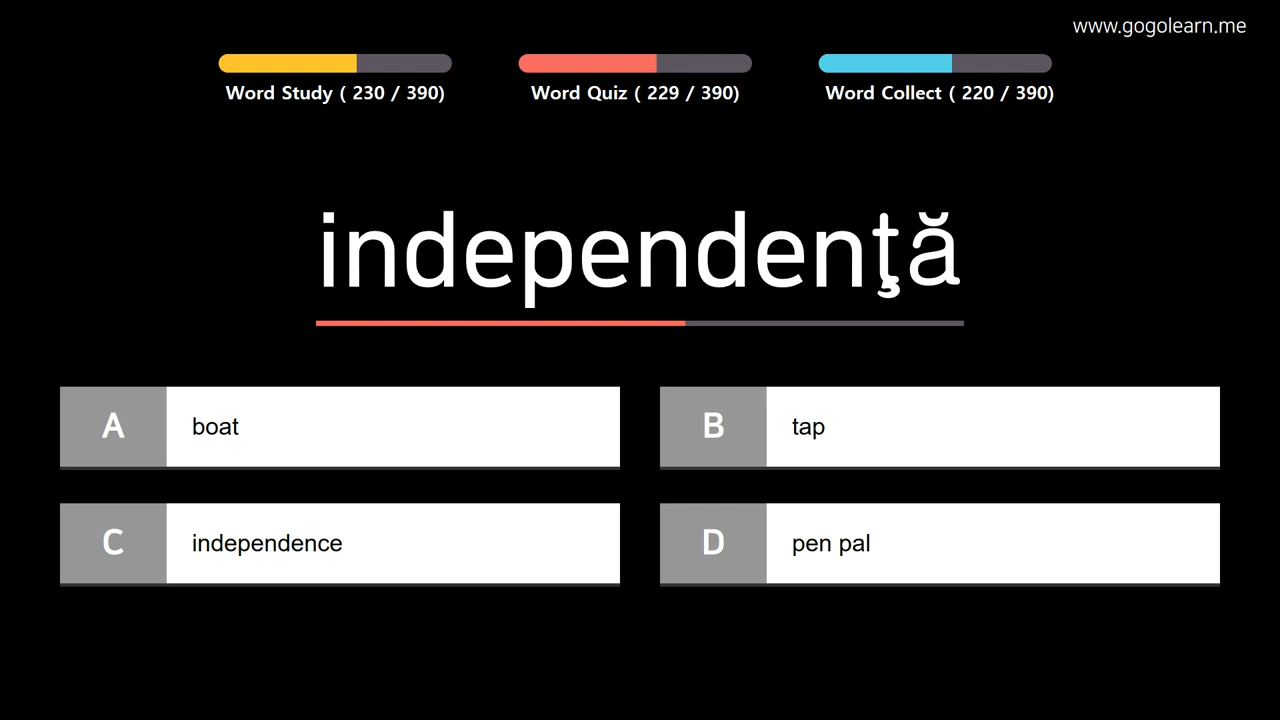 www.gogolearn.me
Word Study ( 230 / 390)
Word Quiz ( 229 / 390)
Word Collect ( 220 / 390)
independenţă
A boat
B tap
C independence
D pen pal